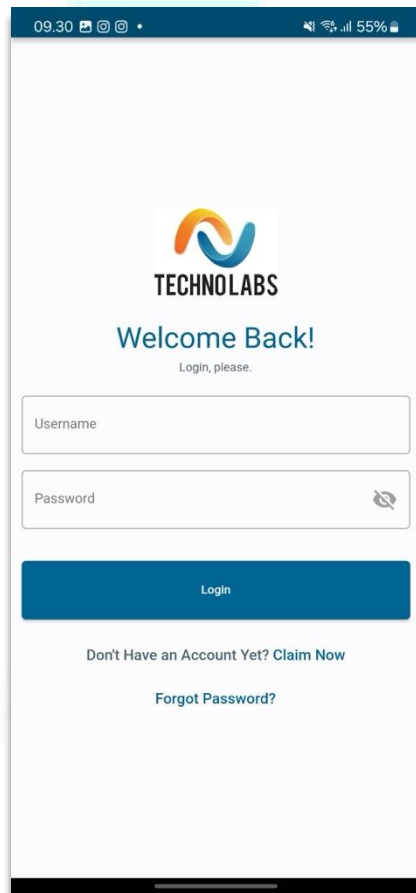 09.30 55%
TECHNOLABS
Welcome Back!
Login, please.
Username
Password
Login
Don't Have an Account Yet? Claim Now
Forgot Password?